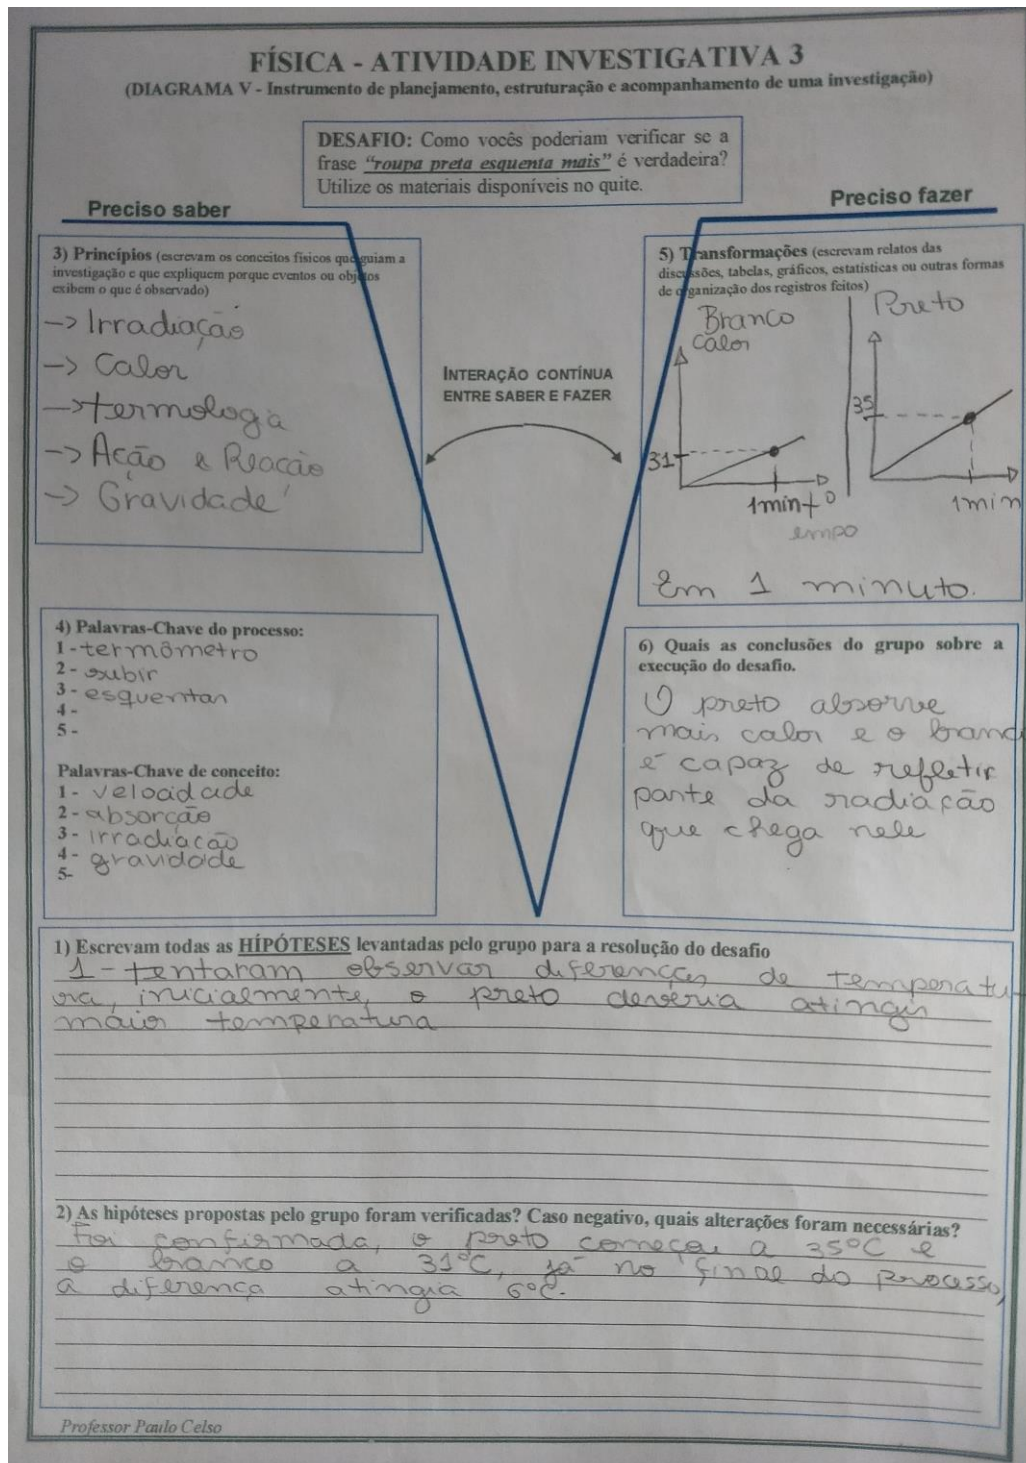 FÍSICA - ATIVIDADE INVESTIGATIVA 3
(DIAGRAMA V - Instrumento de planejamento, estruturação e acompanhamento de uma investigação)
DESAFIO: Como vocês poderiam verificar se a
frase "roupa preta esquenta mais" é verdadeira?
Utilize os materiais disponíveis no quite.
Preciso saber
Preciso fazer
3) Princípios (escrevam os conceitos físicos que guiam a
investigação e que expliquem porque eventos ou objetos
exibem o que é observado)
-> Irradiação
-> Calor
-> termologia
-> Ação e Reação
-> Gravidade
INTERAÇÃO CONTÍNUA
ENTRE SABER E FAZER
5) Transformações (escrevam relatos das
discussões, tabelas, gráficos, estatísticas ou outras formas
de organização dos registros feitos)
Branco
Calor
31
1min
tempo
Preto
35
1min
Em 1 minuto.
4) Palavras-Chave do processo:
1 - termômetro
2 - subir
3 - esquentar
4 -
5 -
Palavras-Chave de conceito:
1 - velocidade
2 - absorção
3 - irradiação
4 - gravidade
5-
6) Quais as conclusões do grupo sobre a
execução do desafio.
O preto absorve
mais calor e o branc
é capaz de refletir
parte da radiação
que chega nele
1) Escrevam todas as HÍPÓTESES levantadas pelo grupo para a resolução do desafio
1 - tentaram observar diferenças de temperatu-
ra, inicialmente, o preto deveria atingir
maior temperatura
2) As hipóteses propostas pelo grupo foram verificadas? Caso negativo, quais alterações foram necessárias?
Foi confirmada, o preto começou a 35°C e
o branco a 31°C, já no final do processo,
a diferença atingia 6°C.
Professor Paulo Celso